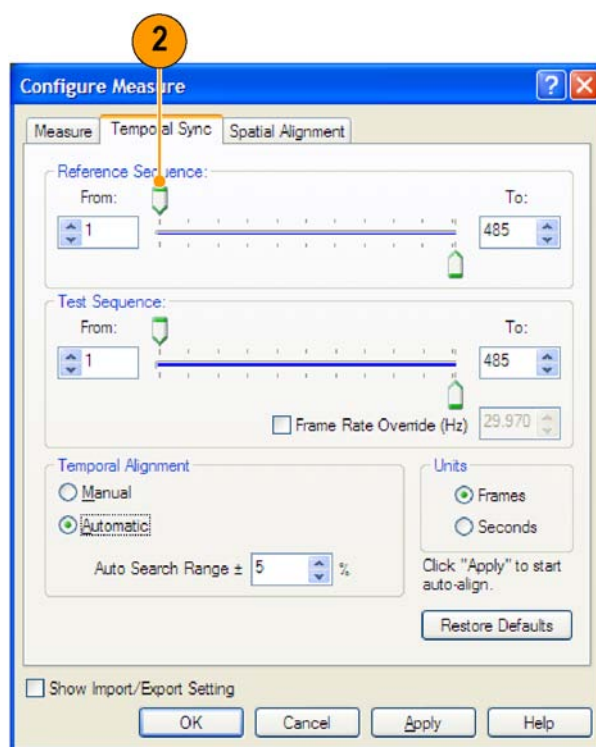 2
Configure Measure
Measure Temporal Sync Spatial Alignment
Reference Sequence:
From: To:
1 485
Test Sequence:
From: To:
1 485
Frame Rate Override (Hz) 29.970
Temporal Alignment
Manual
Automatic
Auto Search Range ± 5 %
Units
Frames
Seconds
Click "Apply" to start
auto-align.
Restore Defaults
Show Import/Export Setting
OK Cancel Apply Help